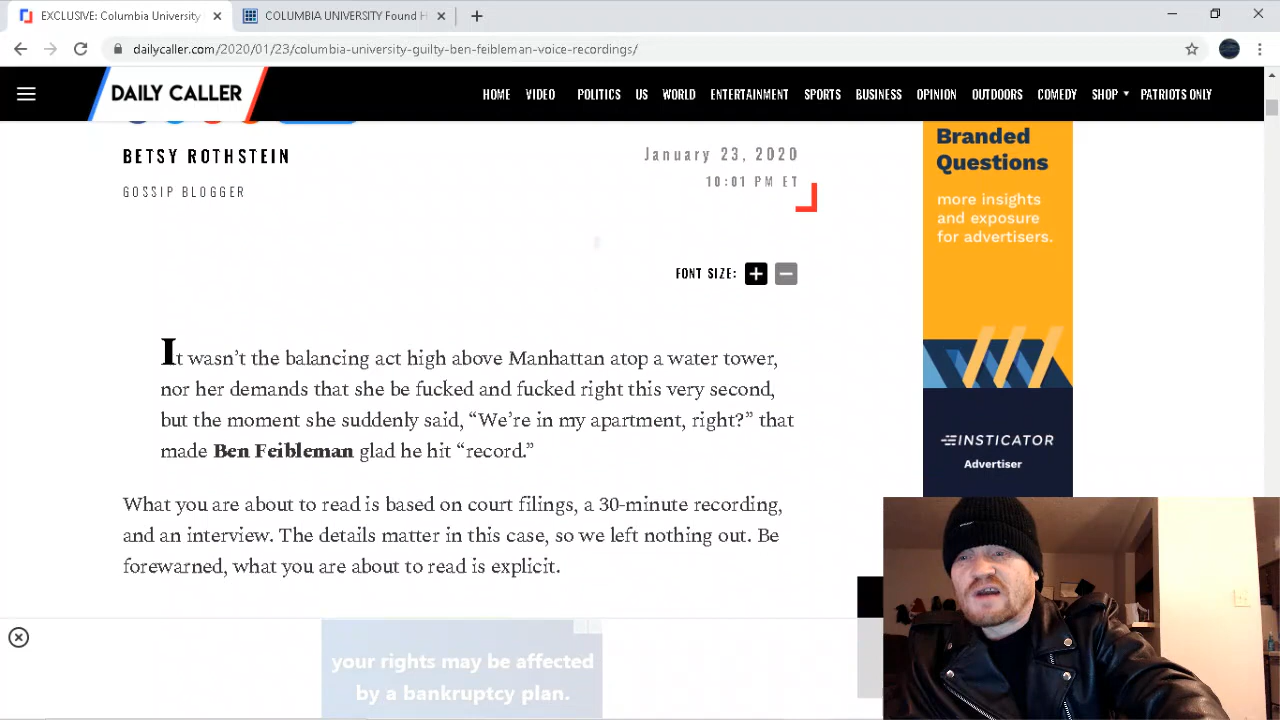 EXCLUSIVE: Columbia University
COLUMBIA UNIVERSITY Found H
dailycaller.com/2020/01/23/columbia-university-guilty-ben-feibleman-voice-recordings/
DAILY CALLER
HOME VIDEO POLITICS US WORLD ENTERTAINMENT SPORTS BUSINESS OPINION OUTDOORS COMEDY SHOP PATRIOTS ONLY
BETSY ROTHSTEIN
GOSSIP BLOGGER
January 23, 2020
10:01 PM ET
FONT SIZE:
It wasn’t the balancing act high above Manhattan atop a water tower,
nor her demands that she be fucked and fucked right this very second,
but the moment she suddenly said, “We’re in my apartment, right?” that
made Ben Feibleman glad he hit “record.”
What you are about to read is based on court filings, a 30-minute recording,
and an interview. The details matter in this case, so we left nothing out. Be
forewarned, what you are about to read is explicit.
Branded
Questions
more insights
and exposure
for advertisers.
INSTICATOR
Advertiser
your rights may be affected
by a bankruptcy plan.